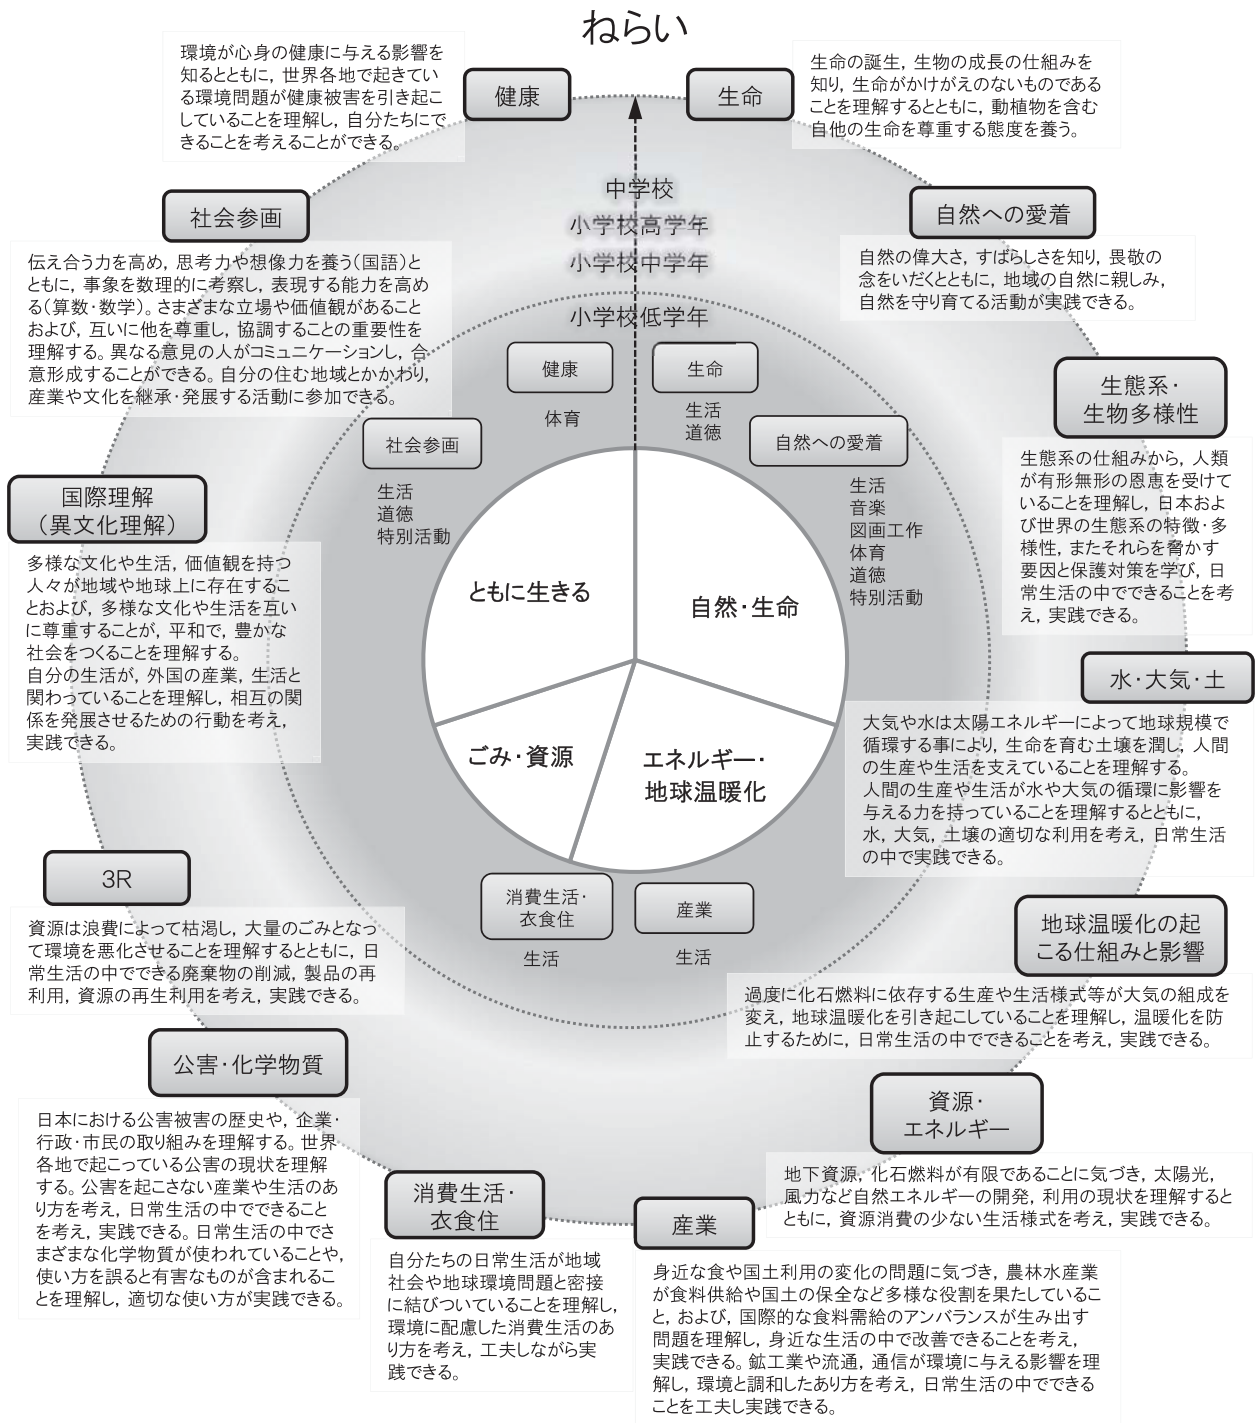 ねらい
健康
環境が心身の健康に与える影響を
知るとともに, 世界各地で起きてい
る環境問題が健康被害を引き起こ
していることを理解し, 自分たちにで
きることを考えることができる。
生命
生命の誕生, 生物の成長の仕組みを
知り, 生命がかけがえのないものである
ことを理解するとともに, 動植物を含む
自他の生命を尊重する態度を養う。
中学校
小学校高学年
小学校中学年
小学校低学年
社会参画
伝え合う力を高め, 思考力や想像力を養う(国語)と
ともに, 事象を数理的に考察し, 表現する能力を高め
る(算数・数学)。さまざまな立場や価値観があること
および, 互いに他を尊重し, 協調することの重要性を
理解する。異なる意見の人がコミュニケーションし, 合
意形成することができる。自分の住む地域とかかわり,
産業や文化を継承・発展する活動に参加できる。
自然への愛着
自然の偉大さ, すばらしさを知り, 畏敬の
念をいだくとともに, 地域の自然に親しみ,
自然を守り育てる活動が実践できる。
健康
体育
生命
生活
道徳
社会参画
生活
道徳
特別活動
自然への愛着
生活
音楽
図画工作
体育
道徳
特別活動
生態系・
生物多様性
生態系の仕組みから, 人類
が有形無形の恩恵を受けて
いることを理解し, 日本およ
び世界の生態系の特徴・多
様性, またそれらを脅かす
要因と保護対策を学び, 日
常生活の中でできることを考
え, 実践できる。
国際理解
(異文化理解)
多様な文化や生活, 価値観を持つ
人々が地域や地球上に存在するこ
とおよび, 多様な文化や生活を互い
に尊重することが, 平和で, 豊かな
社会をつくることを理解する。
自分の生活が, 外国の産業, 生活と
関わっていることを理解し, 相互の関
係を発展させるための行動を考え,
実践できる。
ともに生きる
自然・生命
ごみ・資源
エネルギー・
地球温暖化
水・大気・土
大気や水は太陽エネルギーによって地球規模で
循環する事により, 生命を育む土壌を潤し, 人間
の生産や生活を支えていることを理解する。
人間の生産や生活が水や大気の循環に影響を
与える力を持っていることを理解するとともに,
水, 大気, 土壌の適切な利用を考え, 日常生活
の中で実践できる。
3R
資源は浪費によって枯渇し, 大量のごみとなっ
て環境を悪化させることを理解するとともに, 日
常生活の中でできる廃棄物の削減, 製品の再
利用, 資源の再生利用を考え, 実践できる。
消費生活・
衣食住
生活
産業
生活
地球温暖化の起
こる仕組みと影響
過度に化石燃料に依存する生産や生活様式等が大気の組成を
変え, 地球温暖化を引き起こしていることを理解し, 温暖化を防
止するために, 日常生活の中でできることを考え, 実践できる。
公害・化学物質
日本における公害被害の歴史や, 企業・
行政・市民の取り組みを理解する。世界
各地で起こっている公害の現状を理解
する。公害を起こさない産業や生活のあ
り方を考え, 日常生活の中でできること
を考え, 実践できる。日常生活の中でさ
まざまな化学物質が使われていることや,
使い方を誤ると有害なものが含まれるこ
とを理解し, 適切な使い方が実践できる。
資源・
エネルギー
地下資源, 化石燃料が有限であることに気づき, 太陽光,
風力など自然エネルギーの開発, 利用の現状を理解すると
ともに, 資源消費の少ない生活様式を考え, 実践できる。
消費生活・
衣食住
自分たちの日常生活が地域
社会や地球環境問題と密接
に結びついていることを理解し,
環境に配慮した消費生活のあ
り方を考え, 工夫しながら実
践できる。
産業
身近な食や国土利用の変化の問題に気づき, 農林水産業
が食料供給や国土の保全など多様な役割を果たしているこ
と, および, 国際的な食料需給のアンバランスが生み出す
問題を理解し, 身近な生活の中で改善できることを考え,
実践できる。鉱工業や流通, 通信が環境に与える影響を理
解し, 環境と調和したあり方を考え, 日常生活の中でできる
ことを工夫し実践できる。